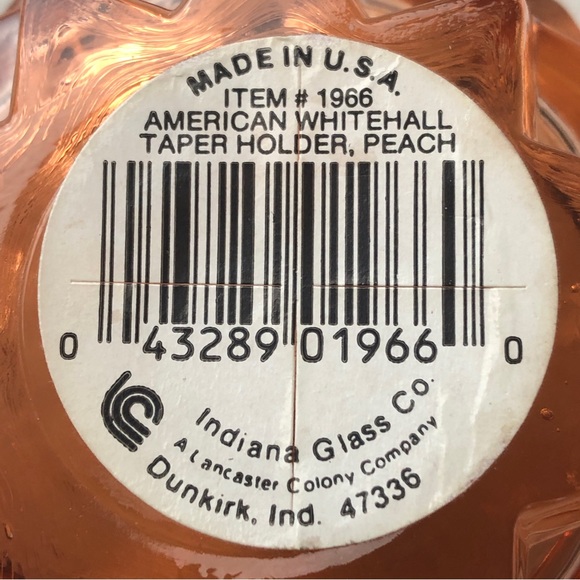 MADE IN U.S.A.
ITEM # 1966
AMERICAN WHITEHALL
TAPER HOLDER, PEACH
0 43289 01966 0
Indiana Glass Co.
A Lancaster Colony Company
Dunkirk, Ind. 47336